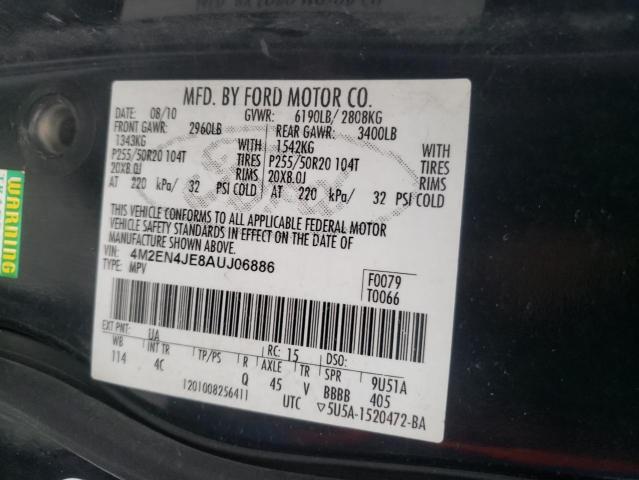 MFD. BY FORD MOTOR CO.
DATE: 08/10 GVWR: 6190LB/ 2808KG
FRONT GAWR: 2960LB REAR GAWR: 3400LB
1343KG WITH 1542KG WITH
P255/50R20 104T TIRES P255/50R20 104T TIRES
20X8.0J RIMS 20X8.0J RIMS
AT 220 kPa/ 32 PSI COLD AT 220 kPa/ 32 PSI COLD
THIS VEHICLE CONFORMS TO ALL APPLICABLE FEDERAL MOTOR
VEHICLE SAFETY STANDARDS IN EFFECT ON THE DATE OF
MANUFACTURE SHOWN ABOVE.
VIN: 4M2EN4JE8AUJ06886 F0079
TYPE: MPV T0066
EXT PNT: UA RC: 15 DSO:
WB INT TR TP/PS R AXLE TR SPR 9U51A
114 4C Q 45 V BBBB 405
1201008256411 UTC ▽5U5A-1520472-BA
WARNING